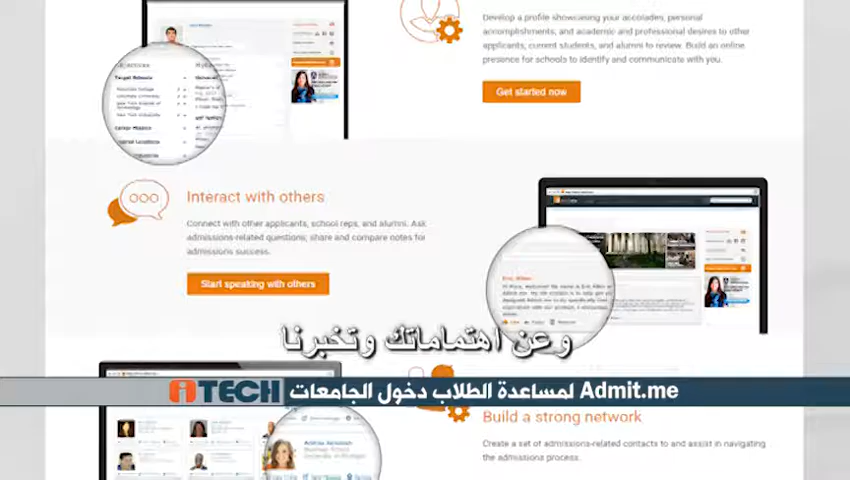 Develop a profile showcasing your accolades, personal
accomplishments, and academic and professional desires to other
applicants, current students, and alumni to review. Build an online
presence for schools to identify and communicate with you.
Get started now
Target Schools
Interact with others
Connect with other applicants, school reps, and alumni. Ask
admissions-related questions; share and compare notes for
admissions success.
Start speaking with others
وعن اهتماماتك وتخبرنا
iTECH
Admit.me لمساعدة الطلاب دخول الجامعات
Build a strong network
Create a set of admissions-related contacts to and assist in navigating
the admissions process.